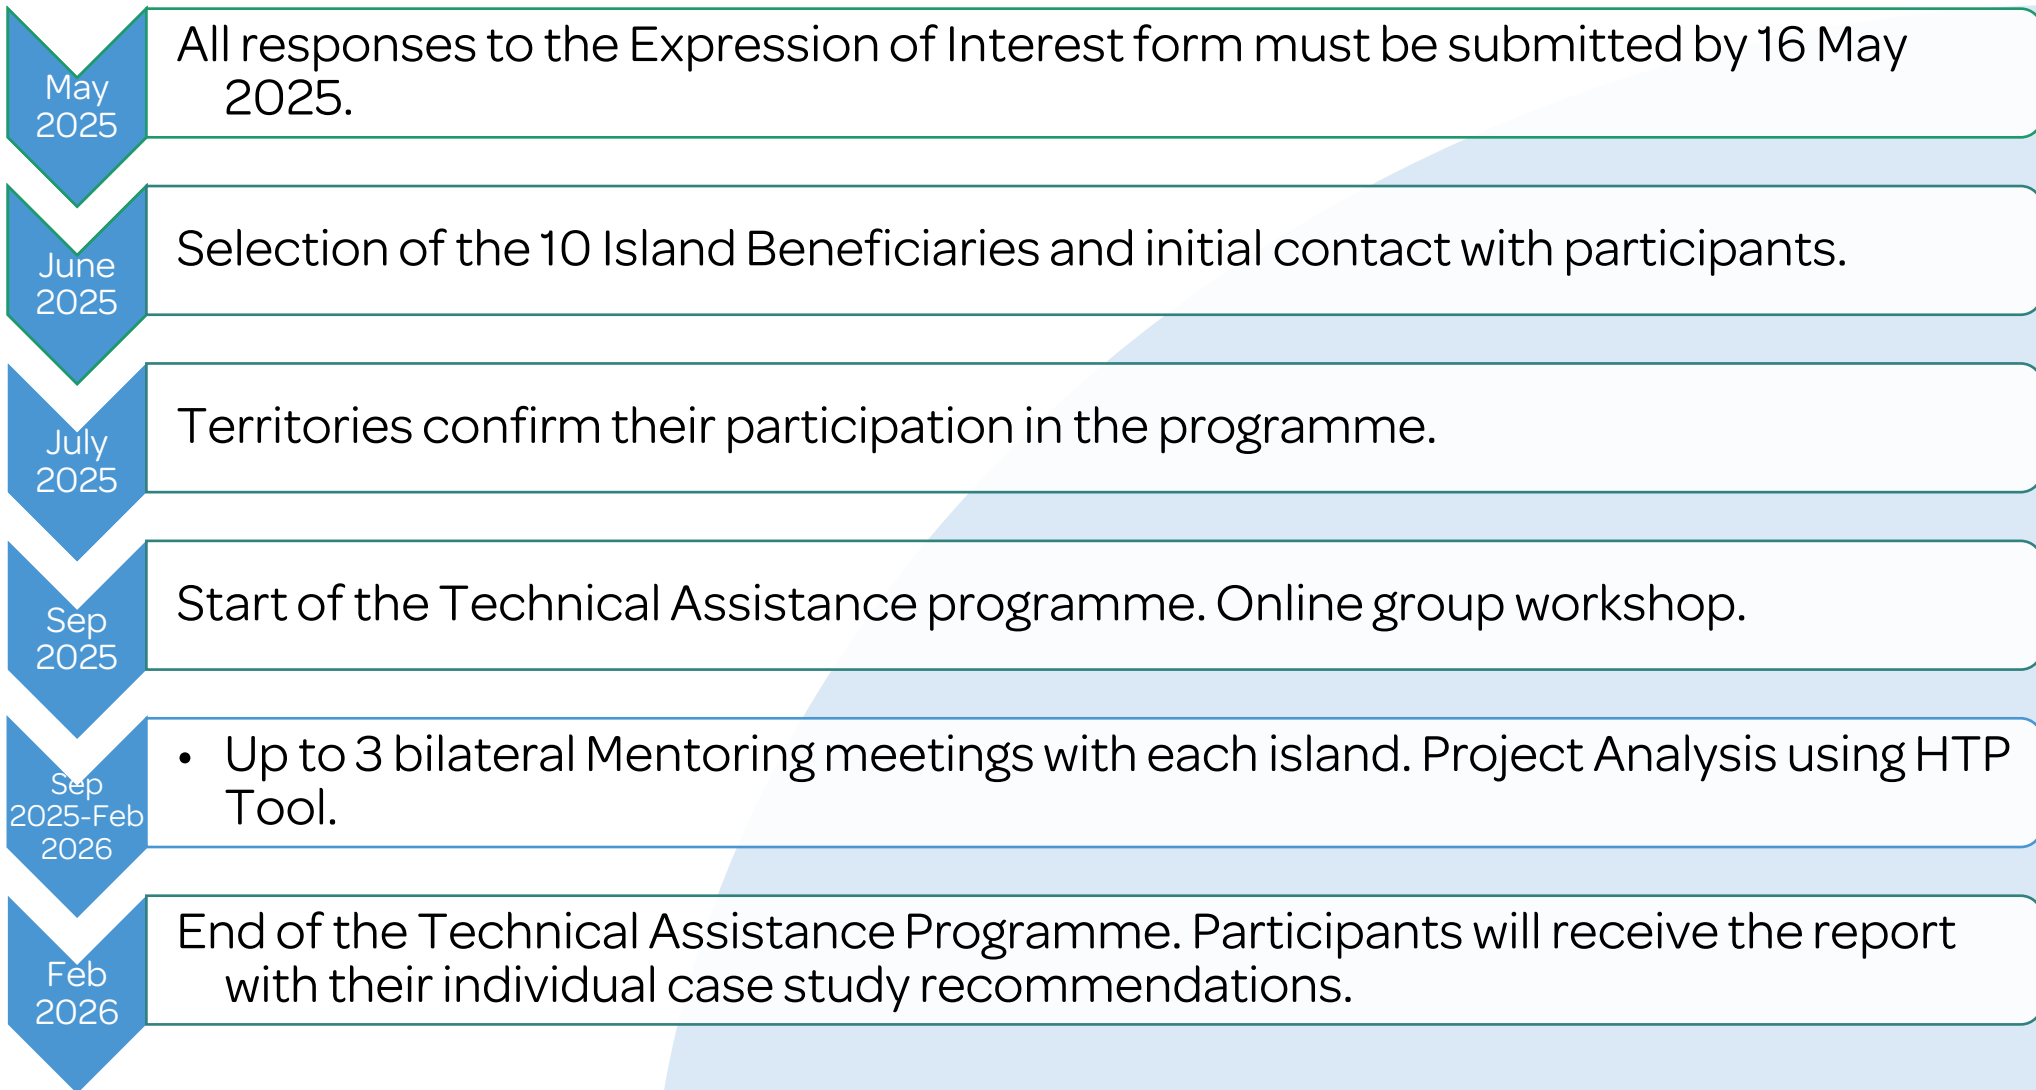 May
2025
All responses to the Expression of Interest form must be submitted by 16 May
2025.
June
2025
Selection of the 10 Island Beneficiaries and initial contact with participants.
July
2025
Territories confirm their participation in the programme.
Sep
2025
Start of the Technical Assistance programme. Online group workshop.
Sep
2025-Feb
2026
• Up to 3 bilateral Mentoring meetings with each island. Project Analysis using HTP
Tool.
Feb
2026
End of the Technical Assistance Programme. Participants will receive the report
with their individual case study recommendations.